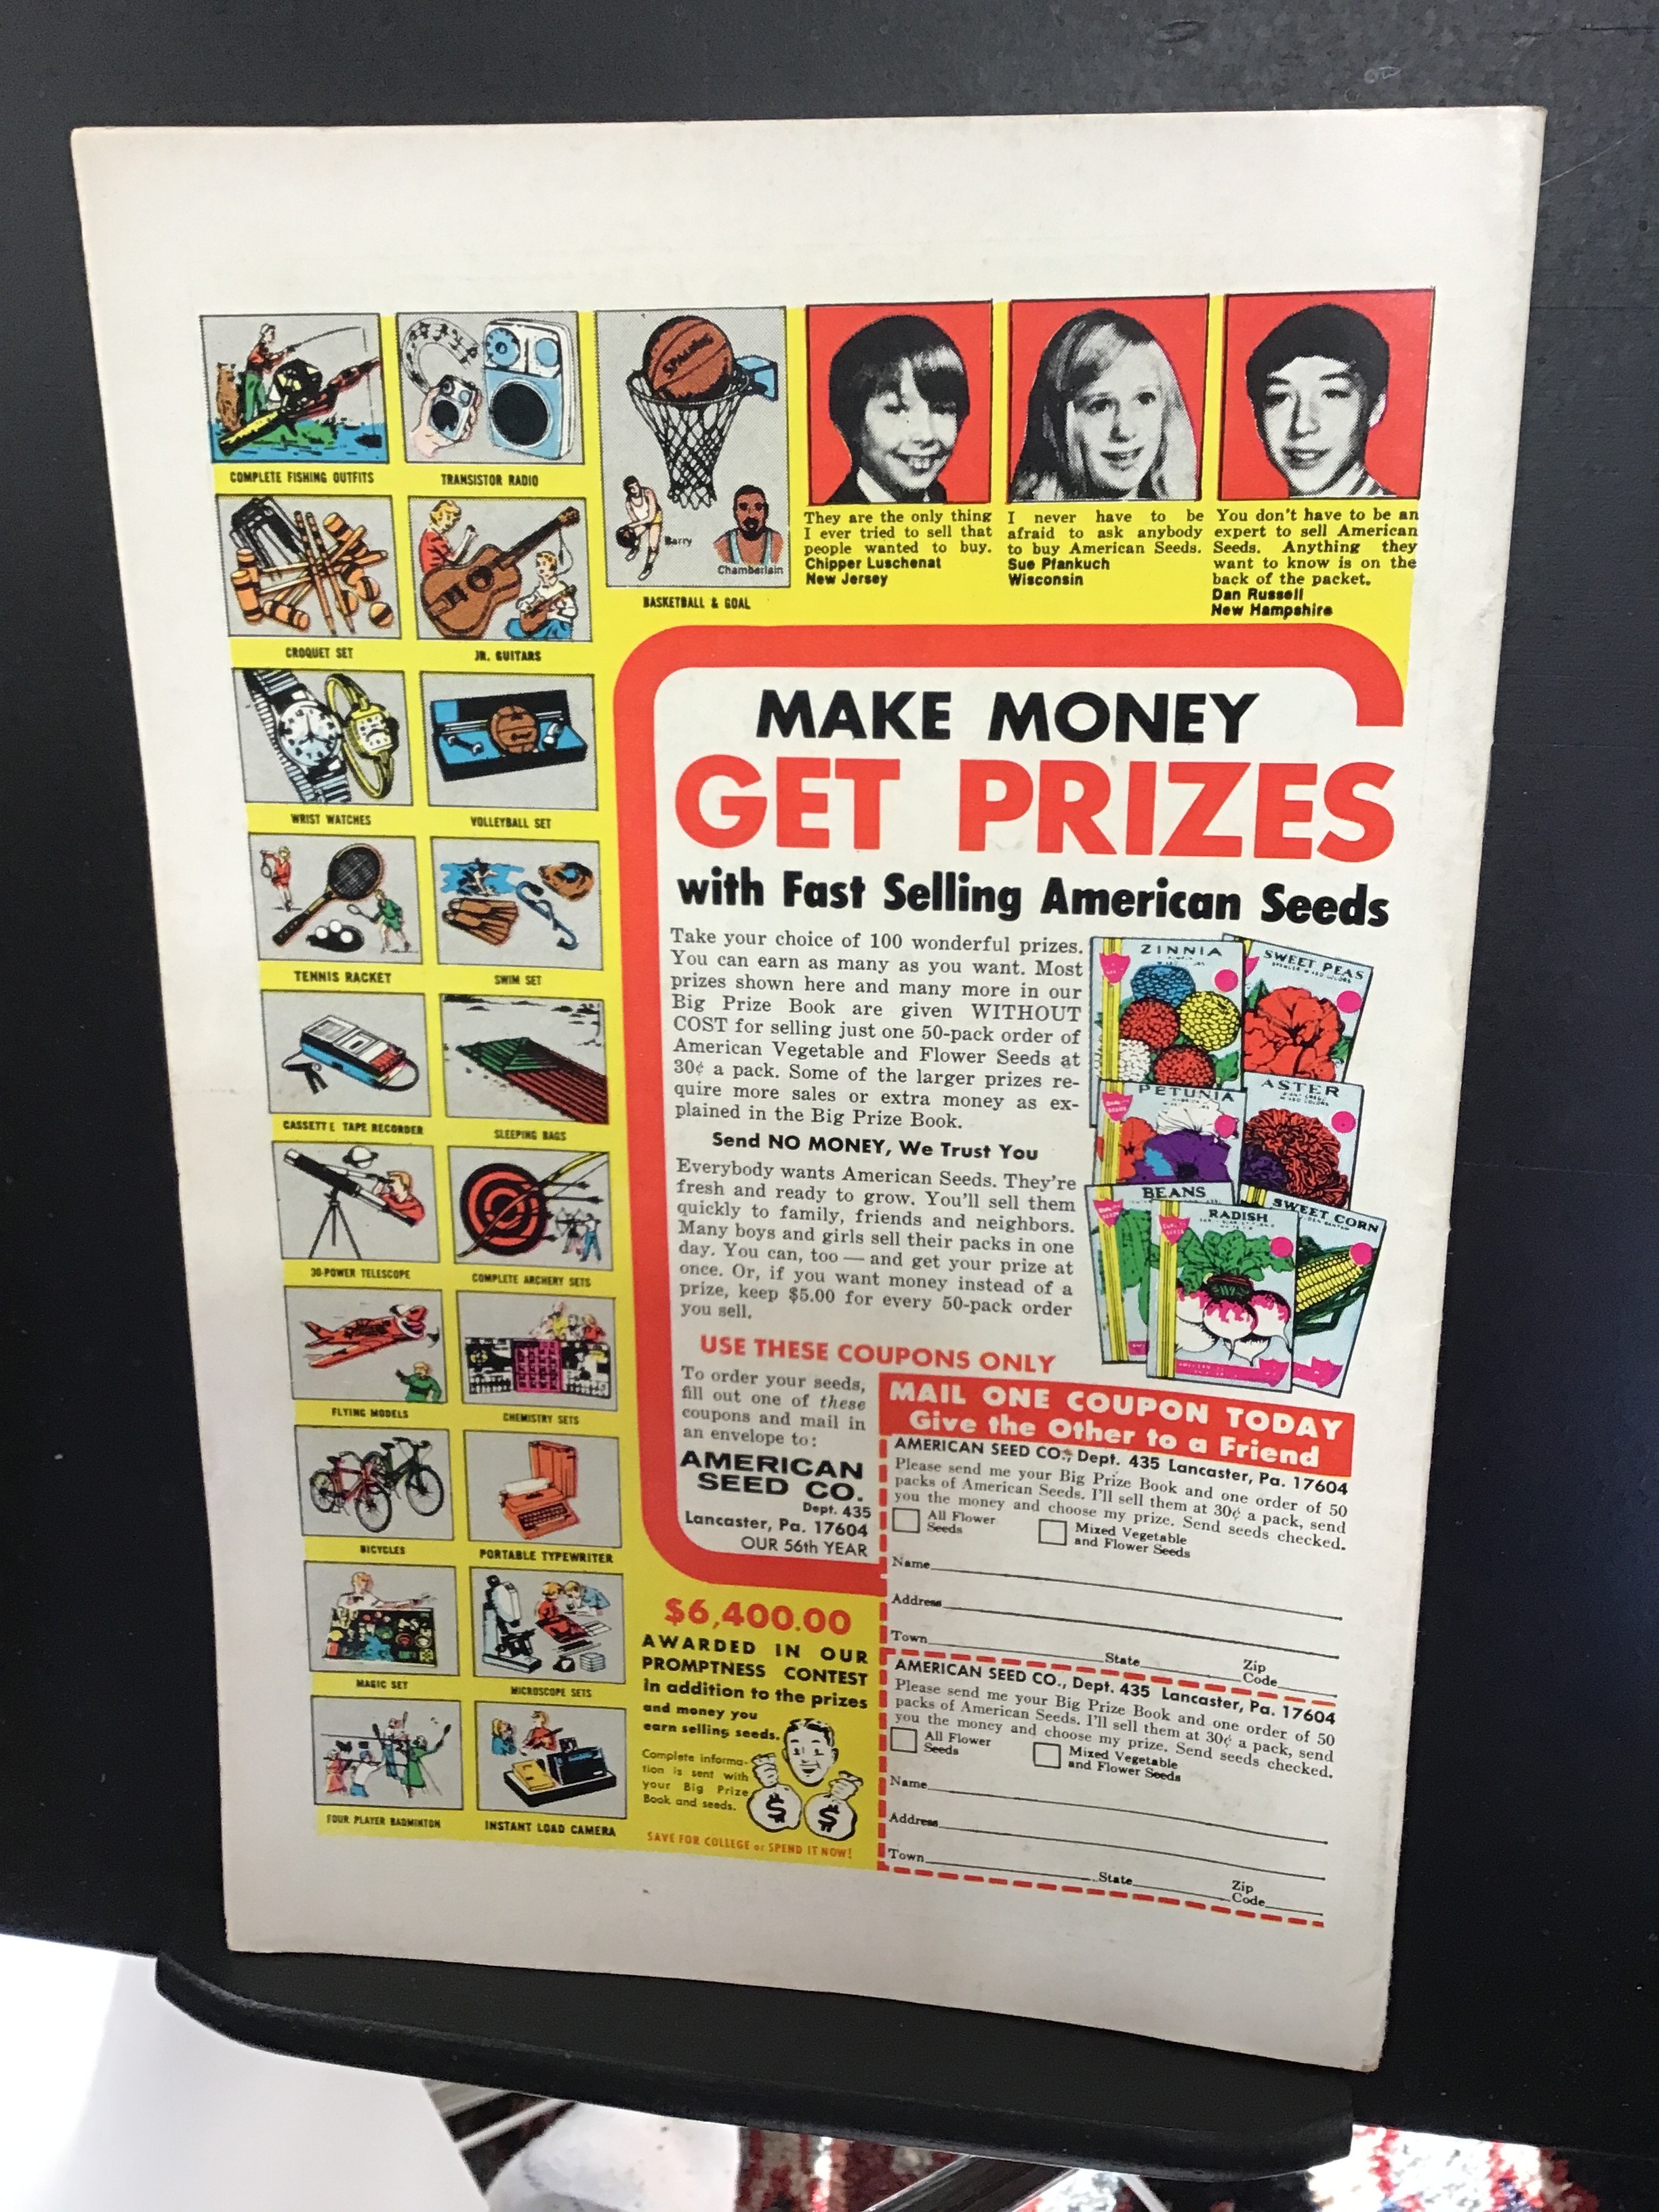 COMPLETE FISHING OUTFITS
TRANSISTOR RADIO
SPALDING
Barry
Chamberlain
BASKETBALL & GOAL
CROQUET SET
JR. GUITARS
WRIST WATCHES
VOLLEYBALL SET
TENNIS RACKET
SWIM SET
CASSETTE TAPE RECORDER
SLEEPING BAGS
30-POWER TELESCOPE
COMPLETE ARCHERY SETS
FLYING MODELS
CHEMISTRY SETS
BICYCLES
PORTABLE TYPEWRITER
MAGIC SET
MICROSCOPE SETS
FOUR PLAYER BADMINTON
INSTANT LOAD CAMERA
They are the only thing
I ever tried to sell that
people wanted to buy.
Chipper Luschenat
New Jersey
I never have to be
afraid to ask anybody
to buy American Seeds.
Sue Pfankuch
Wisconsin
You don't have to be an
expert to sell American
Seeds. Anything they
want to know is on the
back of the packet.
Dan Russell
New Hampshire
MAKE MONEY
GET PRIZES
with Fast Selling American Seeds
Take your choice of 100 wonderful prizes.
You can earn as many as you want. Most
prizes shown here and many more in our
Big Prize Book are given WITHOUT
COST for selling just one 50-pack order of
American Vegetable and Flower Seeds at
30¢ a pack. Some of the larger prizes re-
quire more sales or extra money as ex-
plained in the Big Prize Book.
Send NO MONEY, We Trust You
Everybody wants American Seeds. They're
fresh and ready to grow. You'll sell them
quickly to family, friends and neighbors.
Many boys and girls sell their packs in one
day. You can, too — and get your prize at
once. Or, if you want money instead of a
prize, keep $5.00 for every 50-pack order
you sell.
ZINNIA
SWEET PEAS
PETUNIA
ASTER
BEANS
RADISH
SWEET CORN
USE THESE COUPONS ONLY
To order your seeds,
fill out one of these
coupons and mail in
an envelope to:
AMERICAN
SEED CO.
Dept. 435
Lancaster, Pa. 17604
OUR 56th YEAR
$6,400.00
AWARDED IN OUR
PROMPTNESS CONTEST
In addition to the prizes
and money you
earn selling seeds.
Complete informa-
tion is sent with
your Big Prize
Book and seeds.
$ $
SAVE FOR COLLEGE or SPEND IT NOW!
MAIL ONE COUPON TODAY
Give the Other to a Friend
AMERICAN SEED CO., Dept. 435 Lancaster, Pa. 17604
Please send me your Big Prize Book and one order of 50
packs of American Seeds. I'll sell them at 30¢ a pack, send
you the money and choose my prize. Send seeds checked.
All Flower
Seeds
Mixed Vegetable
and Flower Seeds
Name
Address
Town State Zip
Code
AMERICAN SEED CO., Dept. 435 Lancaster, Pa. 17604
Please send me your Big Prize Book and one order of 50
packs of American Seeds. I'll sell them at 30¢ a pack, send
you the money and choose my prize. Send seeds checked.
All Flower
Seeds
Mixed Vegetable
and Flower Seeds
Name
Address
Town State Zip
Code